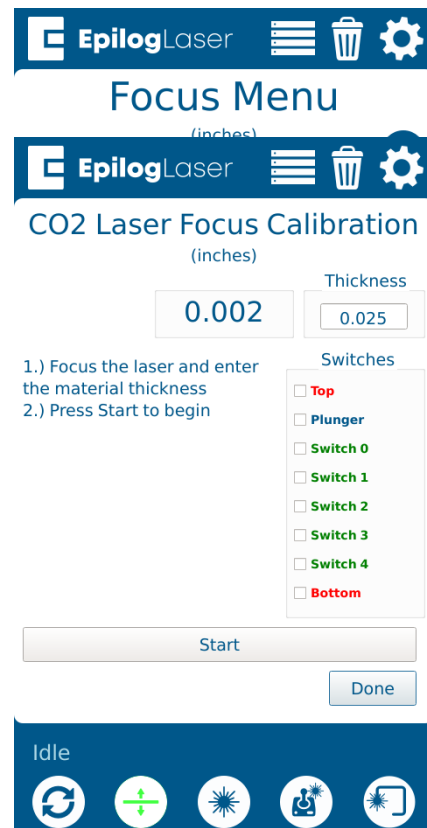 EpilogLaser
Focus Menu
(inches)
EpilogLaser
CO2 Laser Focus Calibration
(inches)
Thickness
0.002
0.025
1.) Focus the laser and enter
the material thickness
2.) Press Start to begin
Switches
Top
Plunger
Switch 0
Switch 1
Switch 2
Switch 3
Switch 4
Bottom
Start
Done
Idle